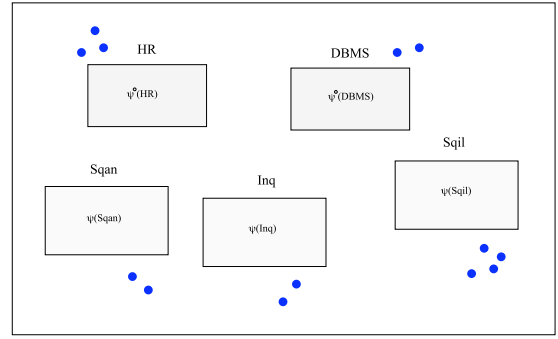 HR
DBMS
ψ°(HR)
ψ°(DBMS)
Sqil
Sqan
Inq
ψ(Sqil)
ψ(Sqan)
ψ(Inq)